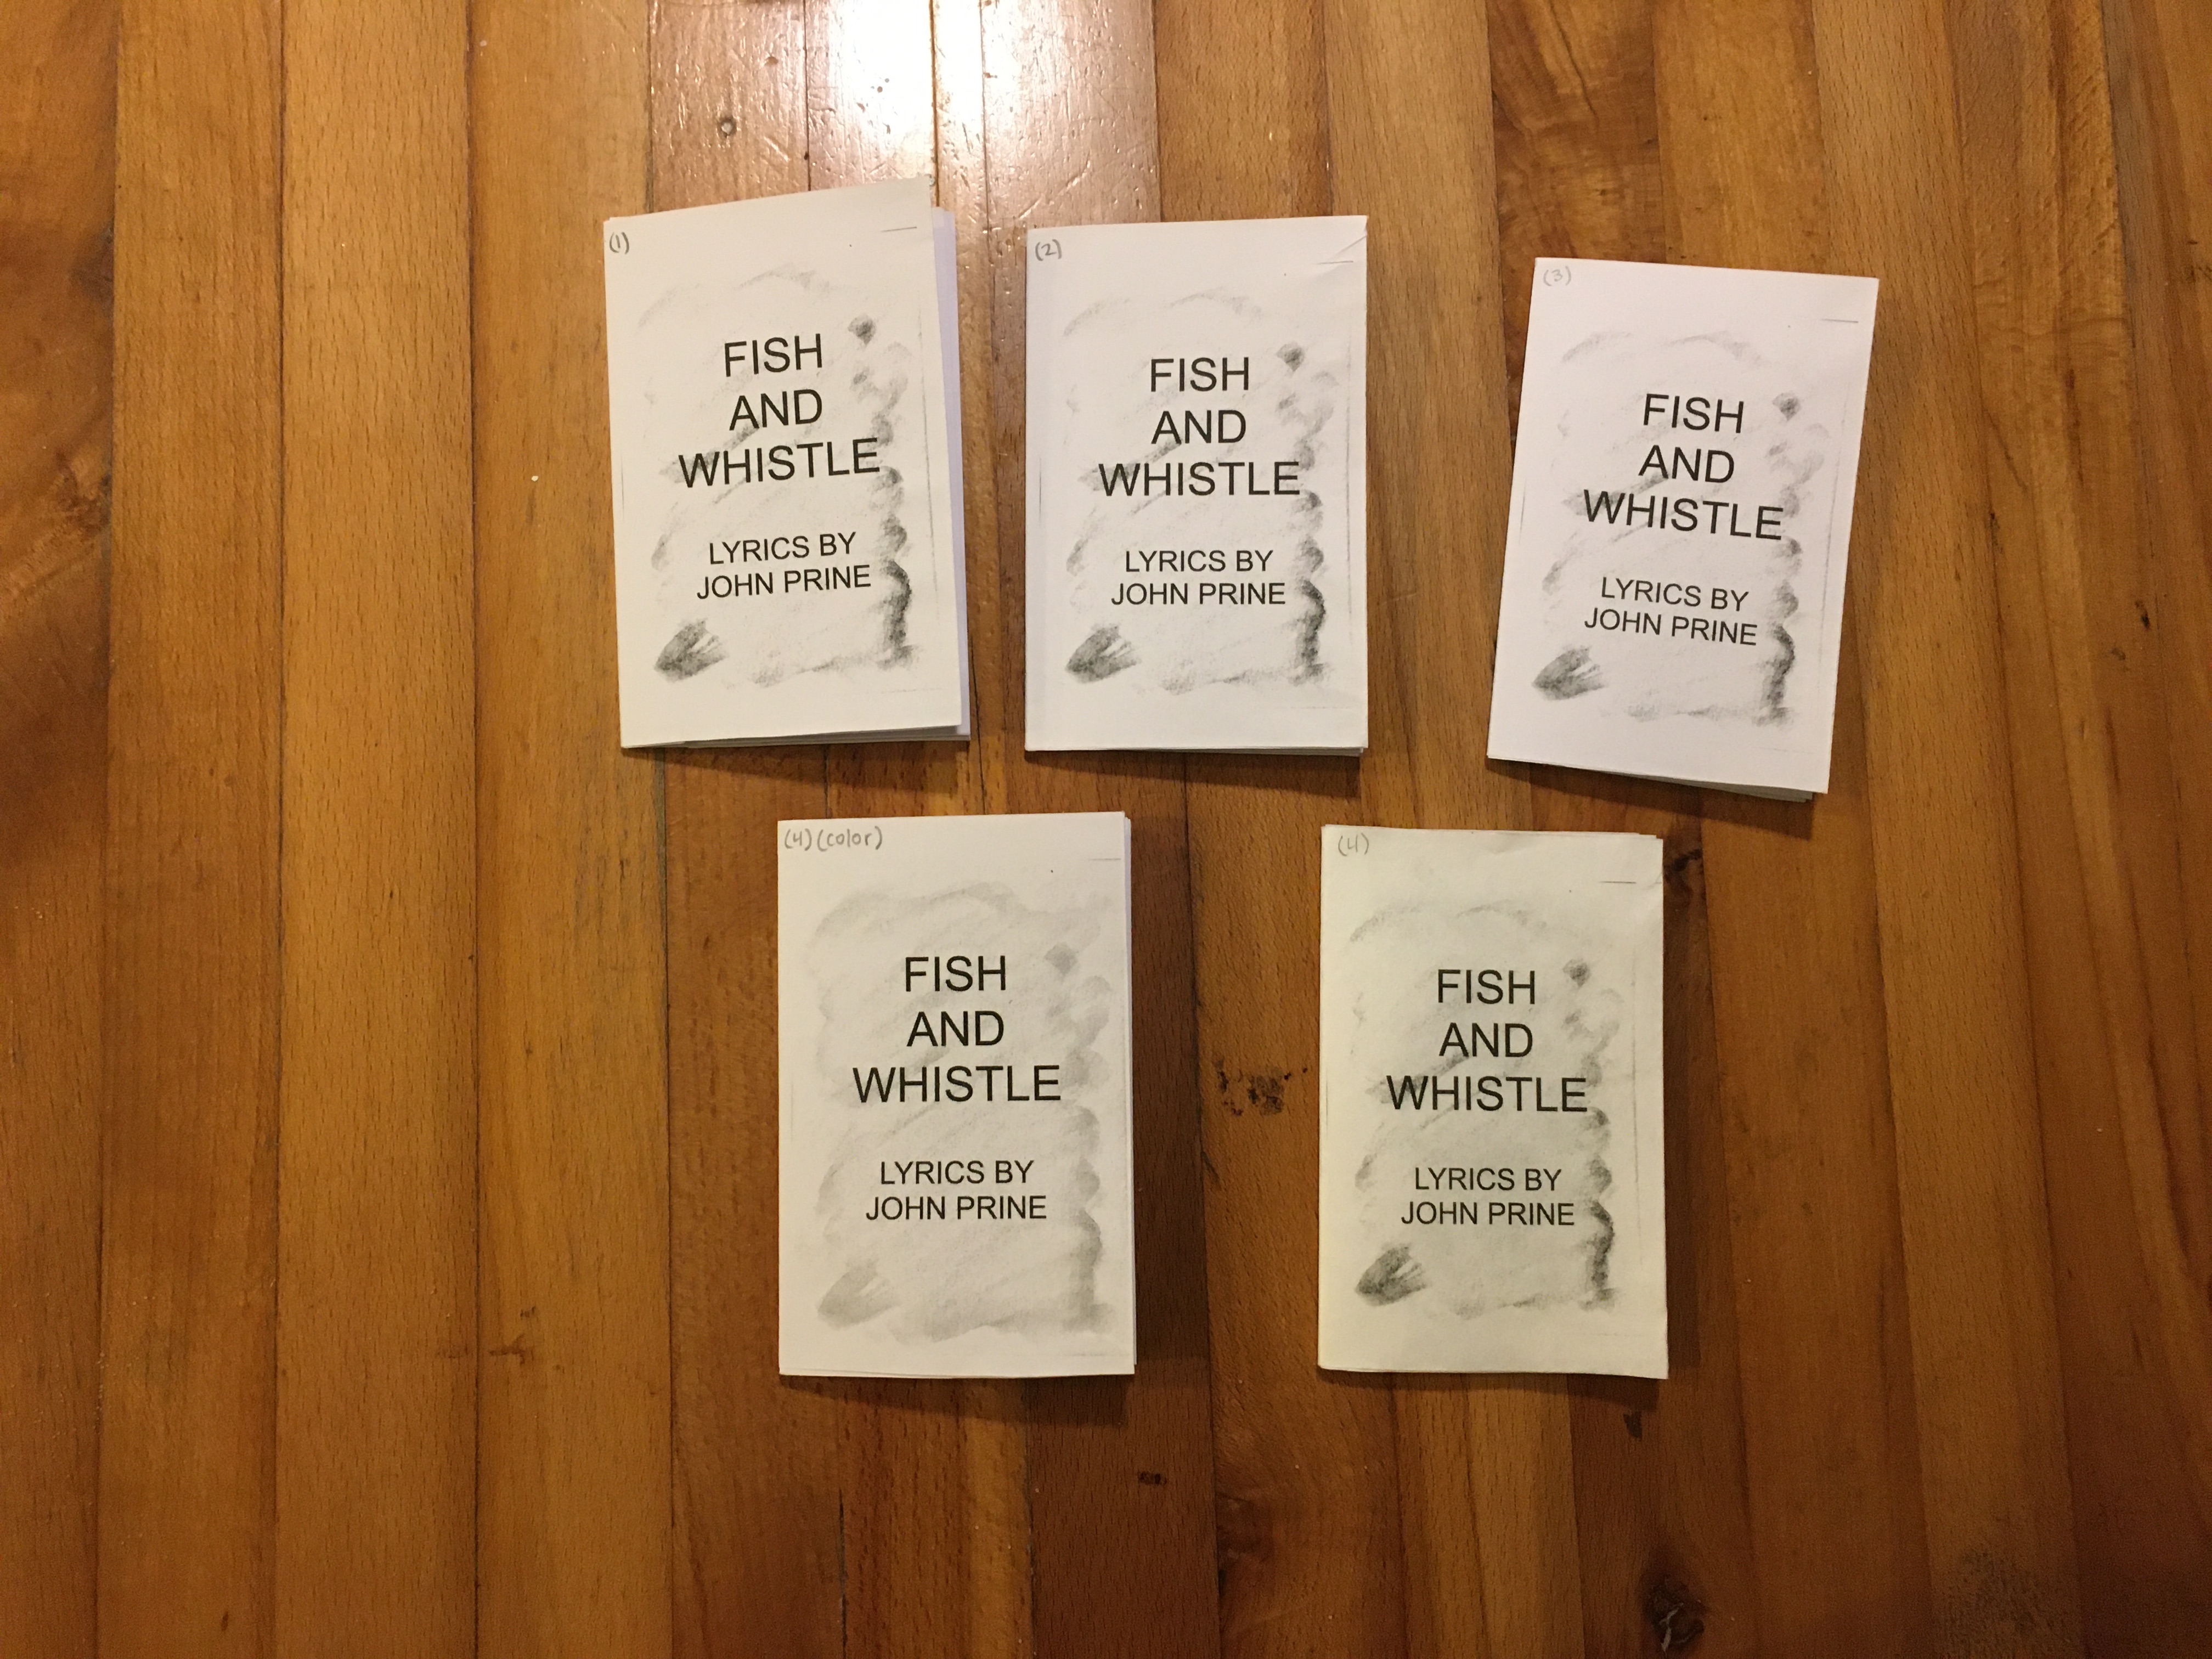 (1)
FISH
AND
WHISTLE
LYRICS BY
JOHN PRINE
(2)
FISH
AND
WHISTLE
LYRICS BY
JOHN PRINE
(3)
FISH
AND
WHISTLE
LYRICS BY
JOHN PRINE
(4) (color)
FISH
AND
WHISTLE
LYRICS BY
JOHN PRINE
(4)
FISH
AND
WHISTLE
LYRICS BY
JOHN PRINE